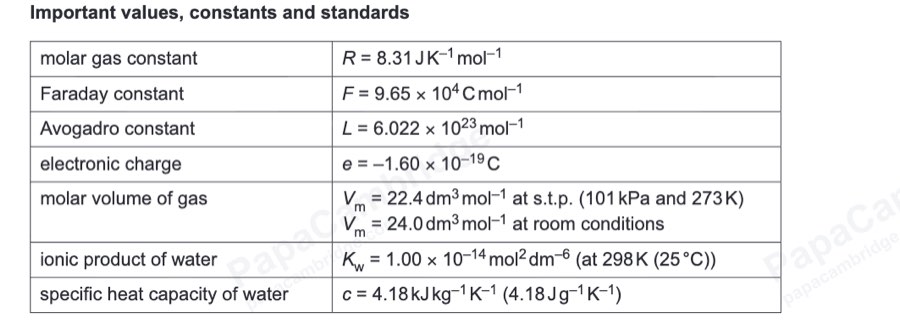 Important values, constants and standards
molar gas constant R = 8.31 J K⁻¹ mol⁻¹
Faraday constant F = 9.65 × 10⁴ C mol⁻¹
Avogadro constant L = 6.022 × 10²³ mol⁻¹
electronic charge e = –1.60 × 10⁻¹⁹ C
molar volume of gas Vₘ = 22.4 dm³ mol⁻¹ at s.t.p. (101 kPa and 273 K)
Vₘ = 24.0 dm³ mol⁻¹ at room conditions
ionic product of water K_w = 1.00 × 10⁻¹⁴ mol² dm⁻⁶ (at 298 K (25 °C))
specific heat capacity of water c = 4.18 kJ kg⁻¹ K⁻¹ (4.18 J g⁻¹ K⁻¹)